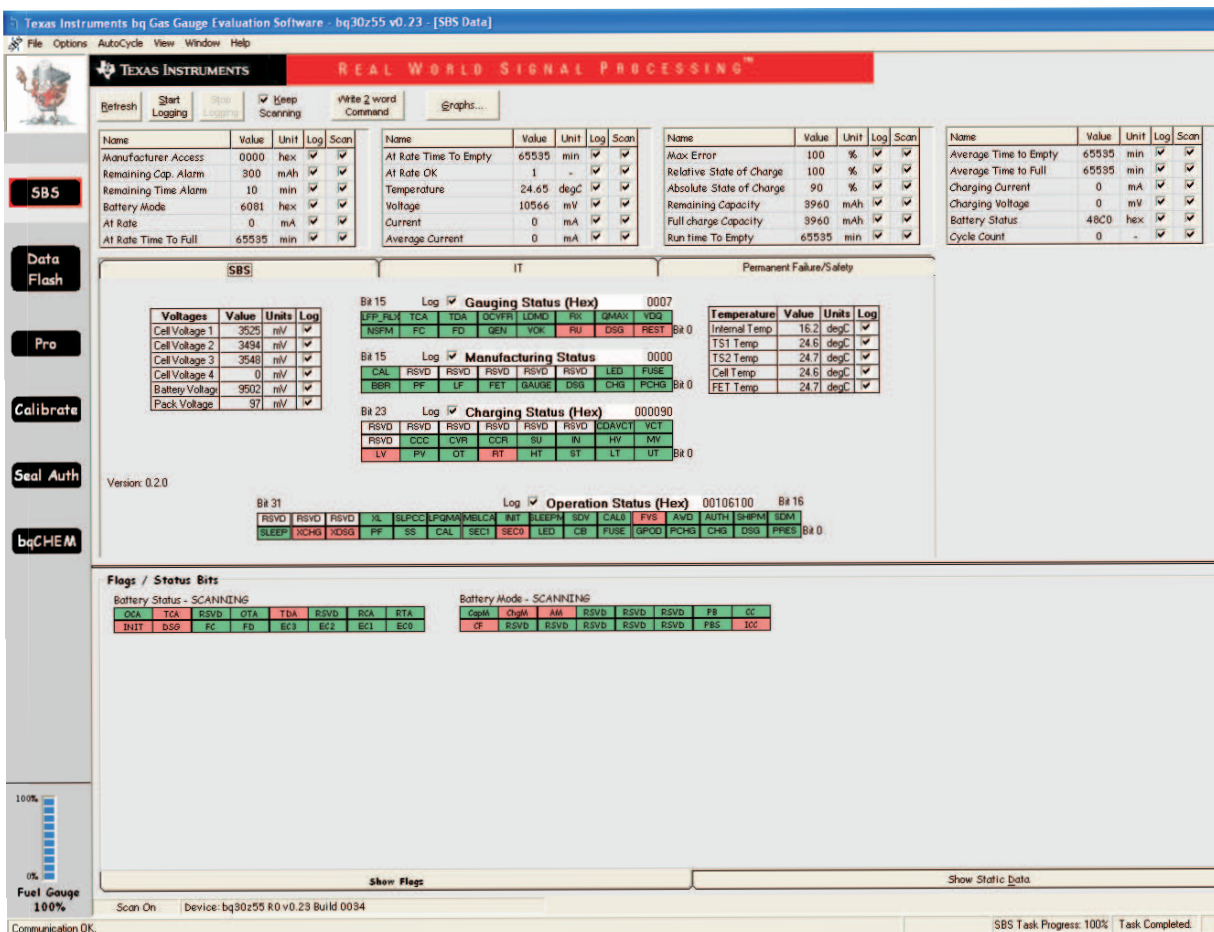 Texas Instruments bq Gas Gauge Evaluation Software - bq30z55 v0.23 - [SBS Data]
File Options AutoCycle View Window Help
TEXAS INSTRUMENTS REAL WORLD SIGNAL PROCESSING™
Refresh Start Logging Stop Logging Keep Scanning Write 2 word Command Graphs...
Name Value Unit Log Scan
Manufacturer Access 0000 hex
Remaining Cap. Alarm 300 mAh
Remaining Time Alarm 10 min
Battery Mode 6081 hex
At Rate 0 mA
At Rate Time To Full 65535 min
Name Value Unit Log Scan
At Rate Time To Empty 65535 min
At Rate OK 1 -
Temperature 24.65 degC
Voltage 10566 mV
Current 0 mA
Average Current 0 mA
Name Value Unit Log Scan
Max Error 100 %
Relative State of Charge 100 %
Absolute State of Charge 90 %
Remaining Capacity 3960 mAh
Full charge Capacity 3960 mAh
Run time To Empty 65535 min
Name Value Unit Log Scan
Average Time to Empty 65535 min
Average Time to Full 65535 min
Charging Current 0 mA
Charging Voltage 0 mV
Battery Status 48C0 hex
Cycle Count 0 -
SBS
Data
Flash
Pro
Calibrate
Seal Auth
bqCHEM
SBS IT Permanent Failure/Safety
Voltages Value Units Log
Cell Voltage 1 3525 mV
Cell Voltage 2 3494 mV
Cell Voltage 3 3548 mV
Cell Voltage 4 0 mV
Battery Voltage 9502 mV
Pack Voltage 97 mV
Bit 15 Log Gauging Status (Hex) 0007
LFP_RLX TCA TDA OCVFR LDMD RX QMAX VDQ
NSFM FC FD QEN VOK RU DSG REST Bit 0
Bit 15 Log Manufacturing Status 0000
CAL RSVD RSVD RSVD RSVD RSVD LED FUSE
BBR PF LF FET GAUGE DSG CHG PCHG Bit 0
Bit 23 Log Charging Status (Hex) 000090
RSVD RSVD RSVD RSVD RSVD RSVD CDAVCT VCT
RSVD CCC CVR CCR SU IN HV MV
LV PV OT RT HT ST LT UT Bit 0
Temperature Value Units Log
Internal Temp 16.2 degC
TS1 Temp 24.6 degC
TS2 Temp 24.7 degC
Cell Temp 24.6 degC
FET Temp 24.7 degC
Version: 0.2.0
Bit 31 Log Operation Status (Hex) 00106100 Bit 16
RSVD RSVD RSVD XL SLPCC LPQMA MBLCA INIT SLEEPM SDV CAL0 FVS AWD AUTH SHIPM SDM
SLEEP XCHG XDSG PF SS CAL SEC1 SEC0 LED CB FUSE GPOD PCHG CHG DSG PRES Bit 0
Flags / Status Bits
Battery Status - SCANNING
OCA TCA RSVD OTA TDA RSVD RCA RTA
INIT DSG FC FD EC3 EC2 EC1 EC0
Battery Mode - SCANNING
CapM ChgM AM RSVD RSVD RSVD PB CC
CF RSVD RSVD RSVD RSVD RSVD PBS ICC
100%
0%
Fuel Gauge
100%
Show Flags Show Static Data
Scan On Device: bq30z55 R0 v0.23 Build 0034
Communication OK. SBS Task Progress: 100% Task Completed.